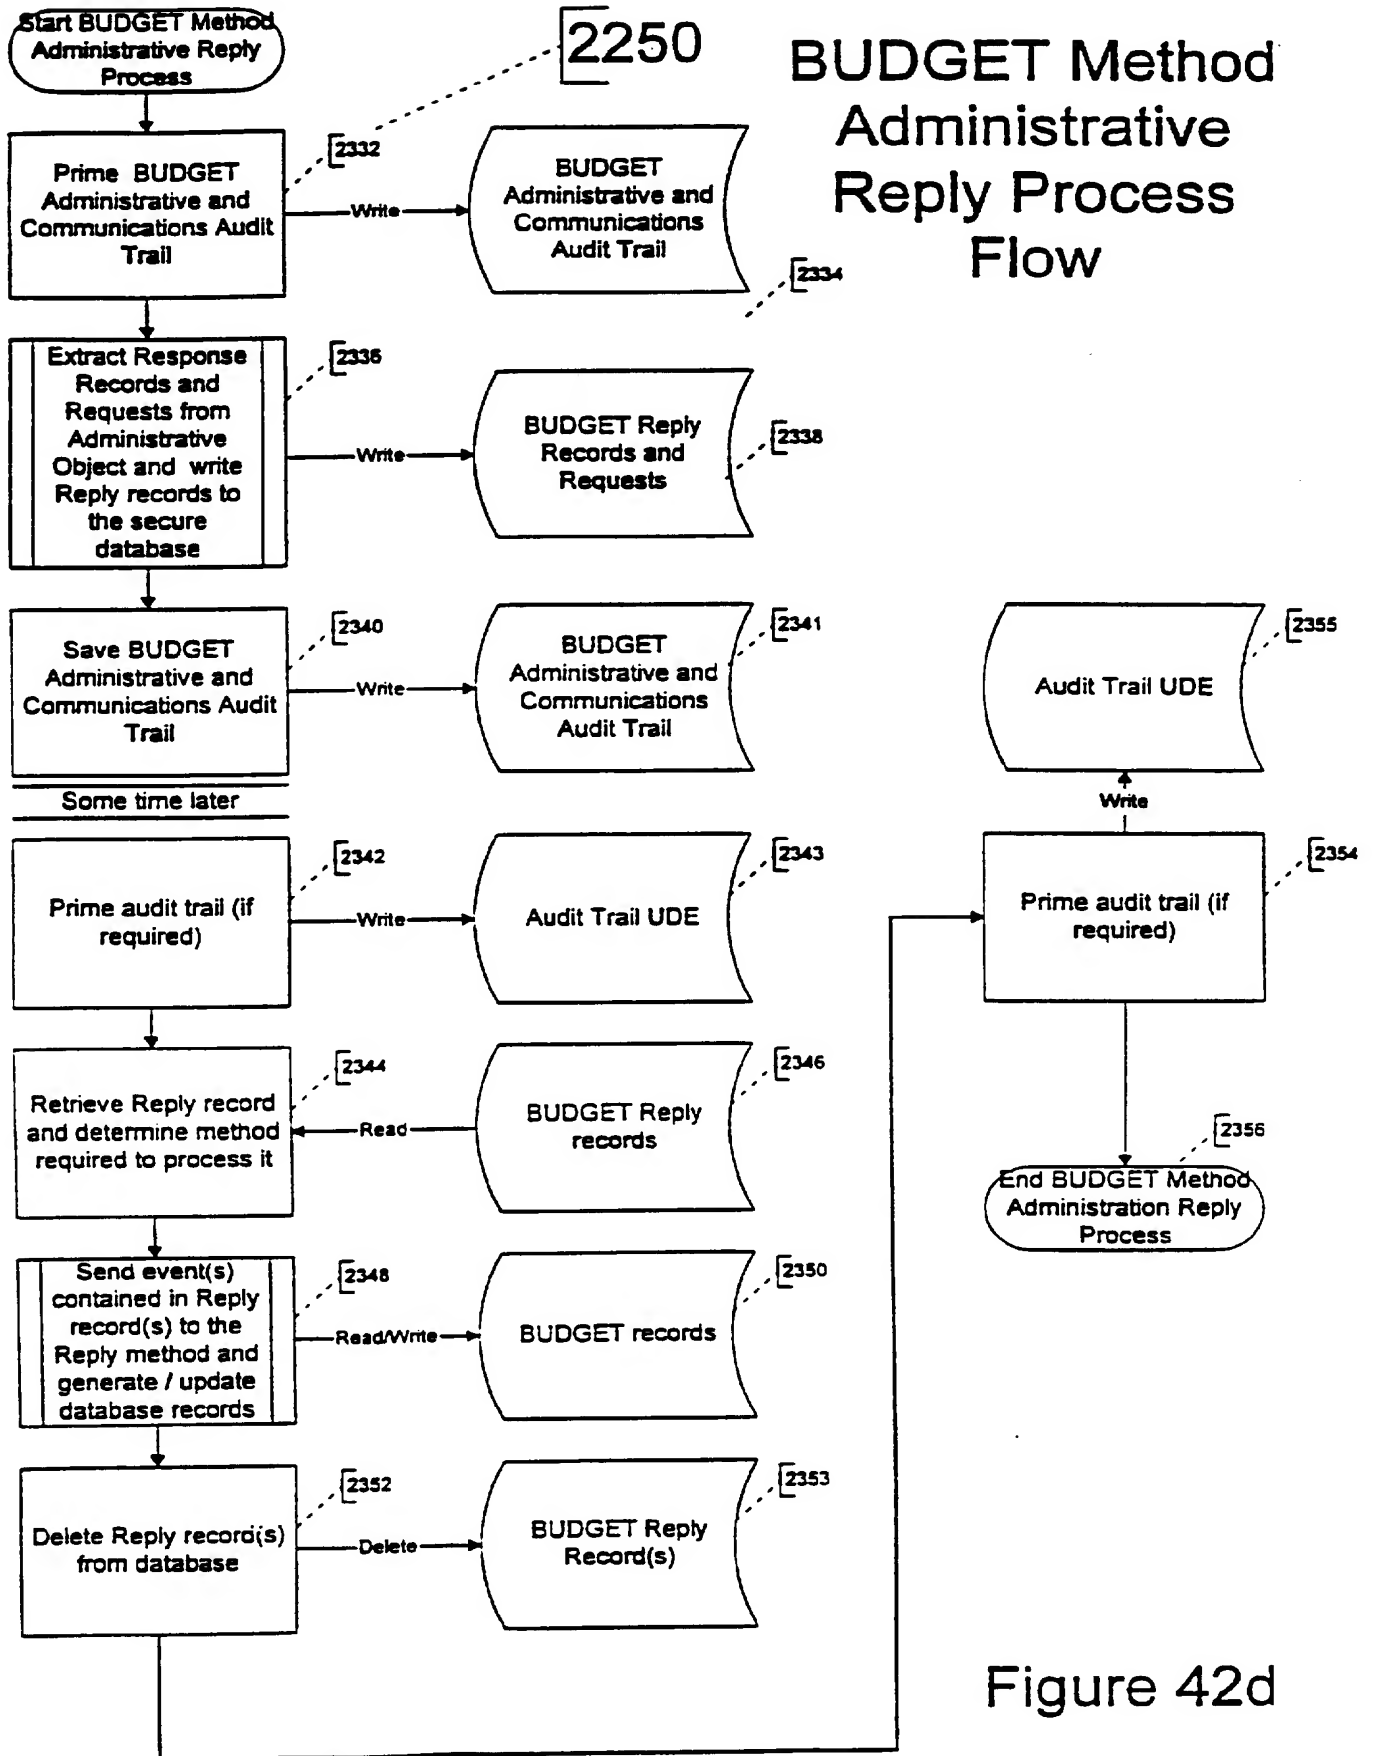 Start BUDGET Method
Administrative Reply
Process
2250
BUDGET Method
Administrative
Reply Process
Flow
2332
Prime BUDGET
Administrative and
Communications Audit
Trail
Write
BUDGET
Administrative and
Communications
Audit Trail
2334
Extract Response
Records and
Requests from
Administrative
Object and write
Reply records to
the secure
database
2336
Write
BUDGET Reply
Records and
Requests
2338
Save BUDGET
Administrative and
Communications Audit
Trail
2340
Write
BUDGET
Administrative and
Communications
Audit Trail
2341
Audit Trail UDE
2355
Write
Some time later
Prime audit trail (if
required)
2342
Write
Audit Trail UDE
2343
Prime audit trail (if
required)
2354
Retrieve Reply record
and determine method
required to process it
2344
Read
BUDGET Reply
records
2346
2356
End BUDGET Method
Administration Reply
Process
Send event(s)
contained in Reply
record(s) to the
Reply method and
generate / update
database records
2348
Read/Write
BUDGET records
2350
Delete Reply record(s)
from database
2352
Delete
BUDGET Reply
Record(s)
2353
Figure 42d